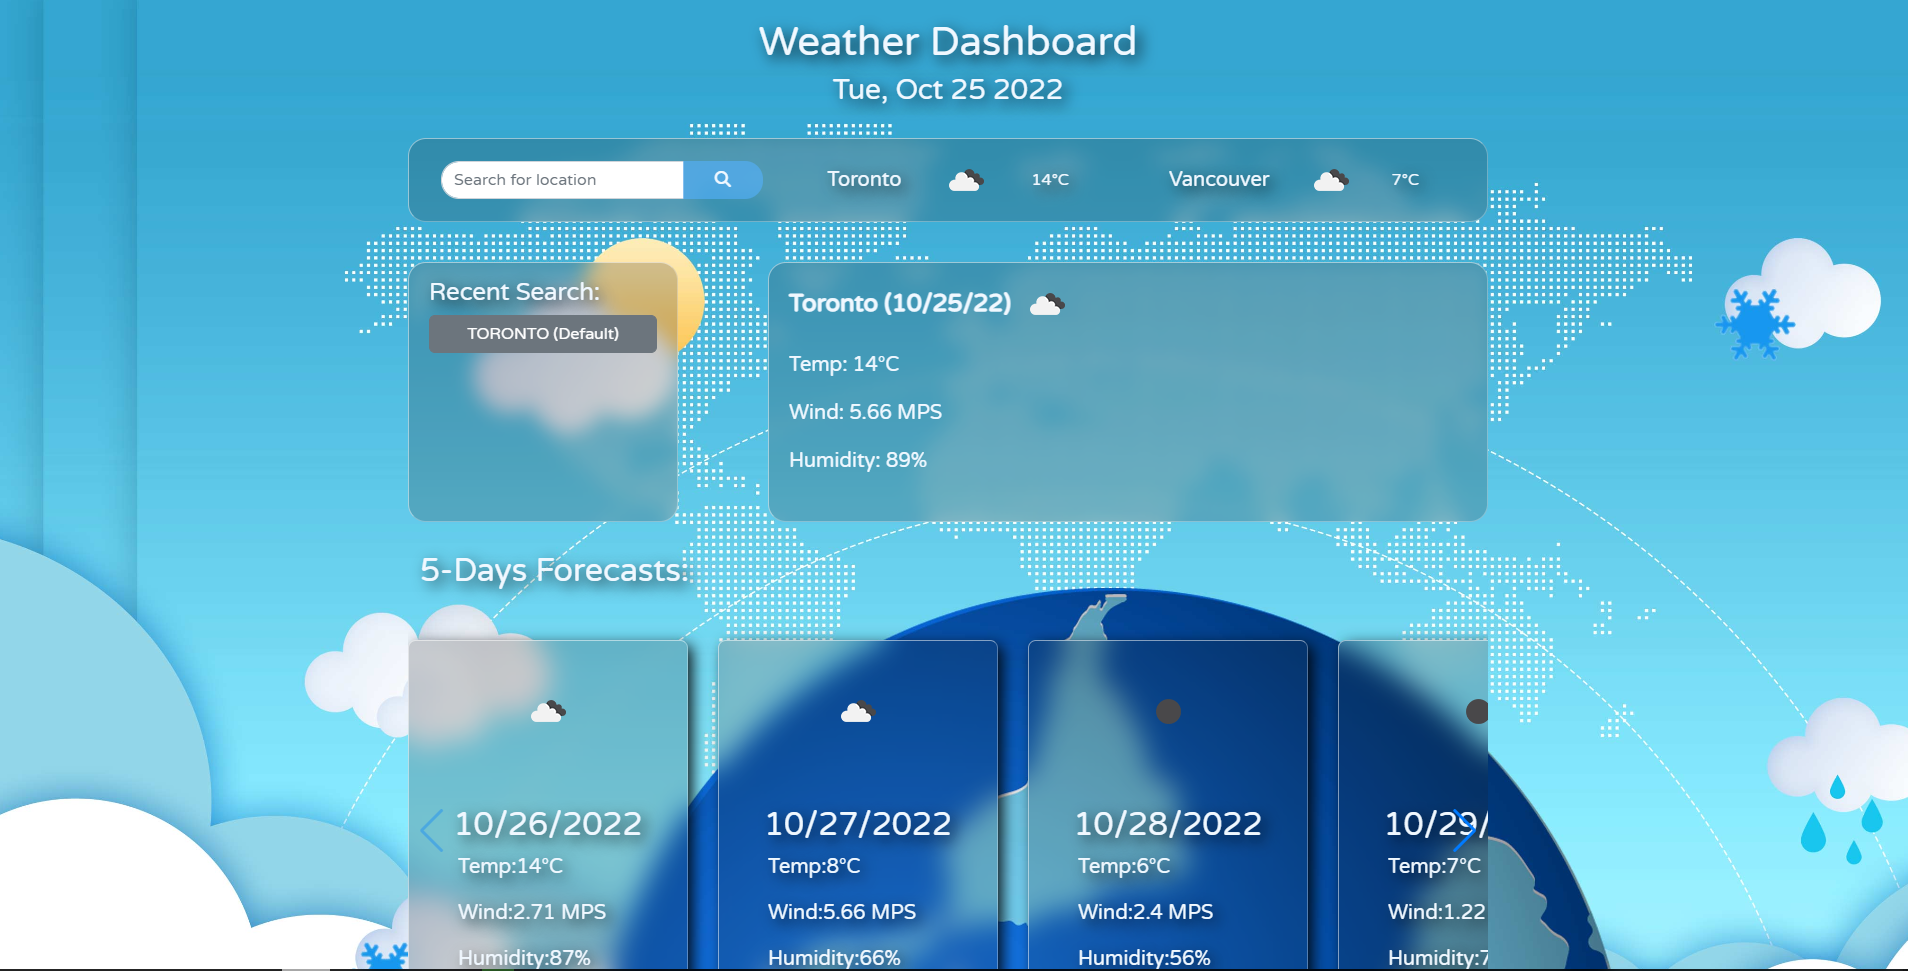 Weather Dashboard
Tue, Oct 25 2022
Search for location
Toronto 14°C Vancouver 7°C
Recent Search:
TORONTO (Default)
Toronto (10/25/22)
Temp: 14°C
Wind: 5.66 MPS
Humidity: 89%
5-Days Forecasts:
10/26/2022
Temp:14°C
Wind:2.71 MPS
Humidity:87%
10/27/2022
Temp:8°C
Wind:5.66 MPS
Humidity:66%
10/28/2022
Temp:6°C
Wind:2.4 MPS
Humidity:56%
10/29/
Temp:7°C
Wind:1.22
Humidity:7